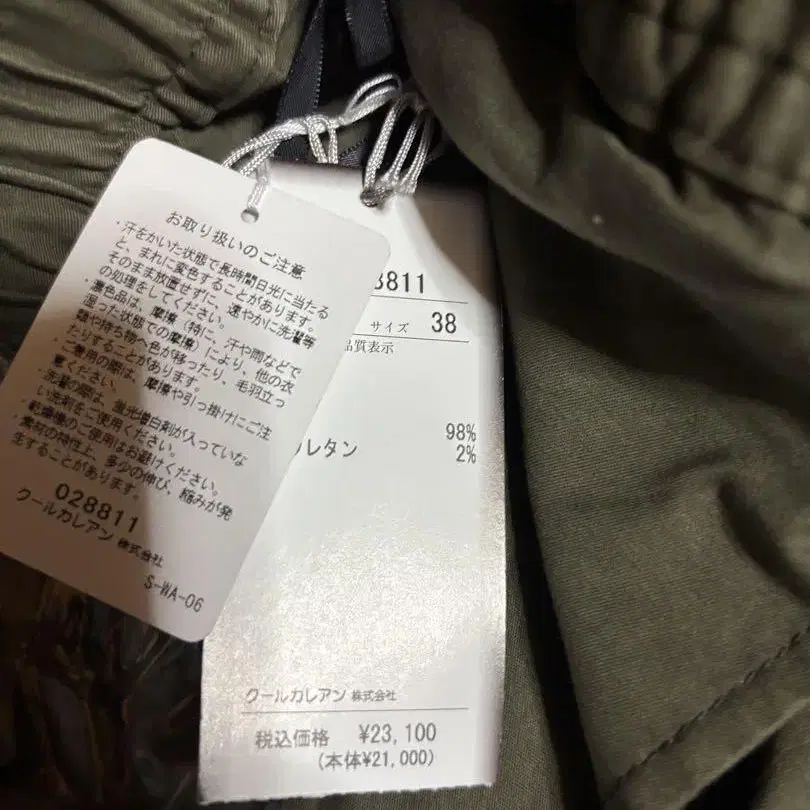 お取り扱いのご注意
・汗をかいた状態で長時間日光に当たる
と、まれに変色することがあります。
そのまま放置せずに、速やかに洗濯等
の処理をしてください。
・濃色品は、摩擦（特に、汗や雨などで
湿った状態での摩擦）により、他の衣
類や持ち物へ色が移ったり、毛羽立っ
たりすることがあります。
・ご着用の際は、摩擦や引っ掛けにご注
意ください。
・洗濯の際は、蛍光増白剤が入っていな
い洗剤をご使用ください。
・乾燥機のご使用はお避けください。
・素材の特性上、多少の伸び、縮みが発
生することがあります。
028811
クールカレアン 株式会社
S-WA-06
8811
サイズ 38
品質表示
98%
レタン 2%
クールカレアン 株式会社
税込価格 ¥23,100
(本体¥21,000)